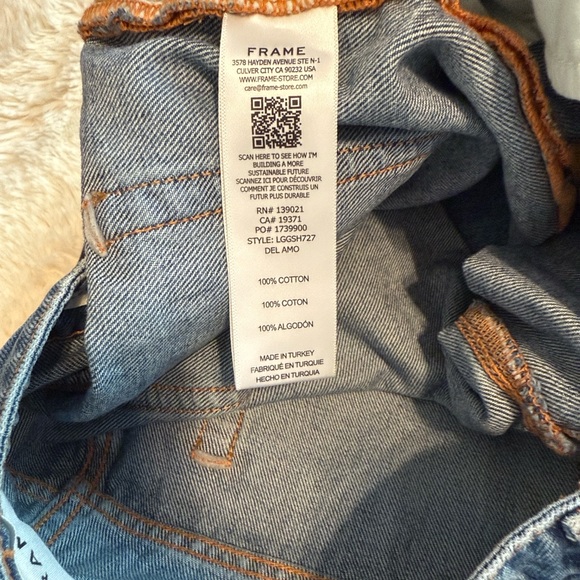 FRAME
3578 HAYDEN AVENUE STE N-1
CULVER CITY CA 90232 USA
WWW.FRAME-STORE.COM
care@frame-store.com
SCAN HERE TO SEE HOW I'M
BUILDING A MORE
SUSTAINABLE FUTURE
SCANNEZ ICI POUR DÉCOUVRIR
COMMENT JE CONSTRUIS UN
FUTUR PLUS DURABLE
RN# 139021
CA# 19371
PO# 1739900
STYLE: LGGSH727
DEL AMO
100% COTTON
100% COTON
100% ALGODÓN
MADE IN TURKEY
FABRIQUÉ EN TURQUIE
HECHO EN TURQUIA